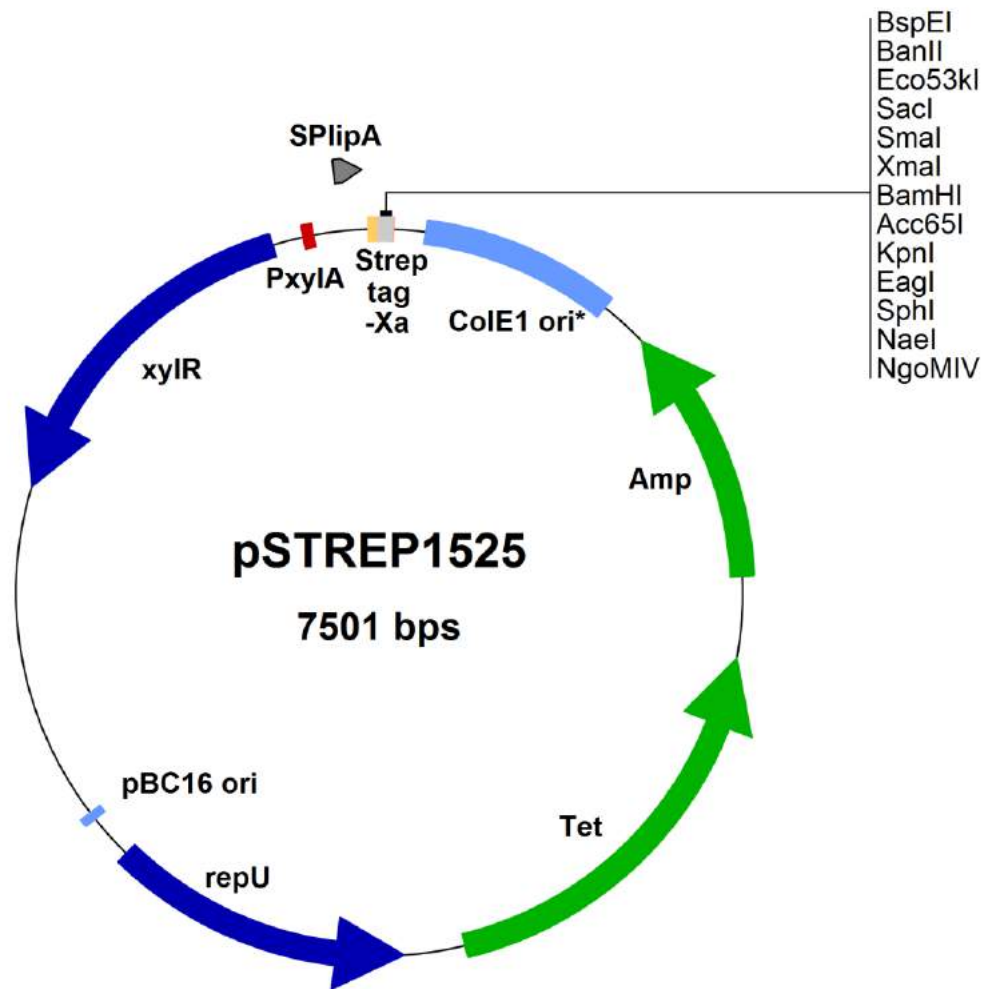 BspEI
BanII
Eco53kI
SacI
SmaI
XmaI
BamHI
Acc65I
KpnI
EagI
SphI
NaeI
NgoMIV
SPlipA
PxylA
Strep
tag
-Xa
ColE1 ori*
xylR
Amp
pSTREP1525
7501 bps
pBC16 ori
Tet
repU